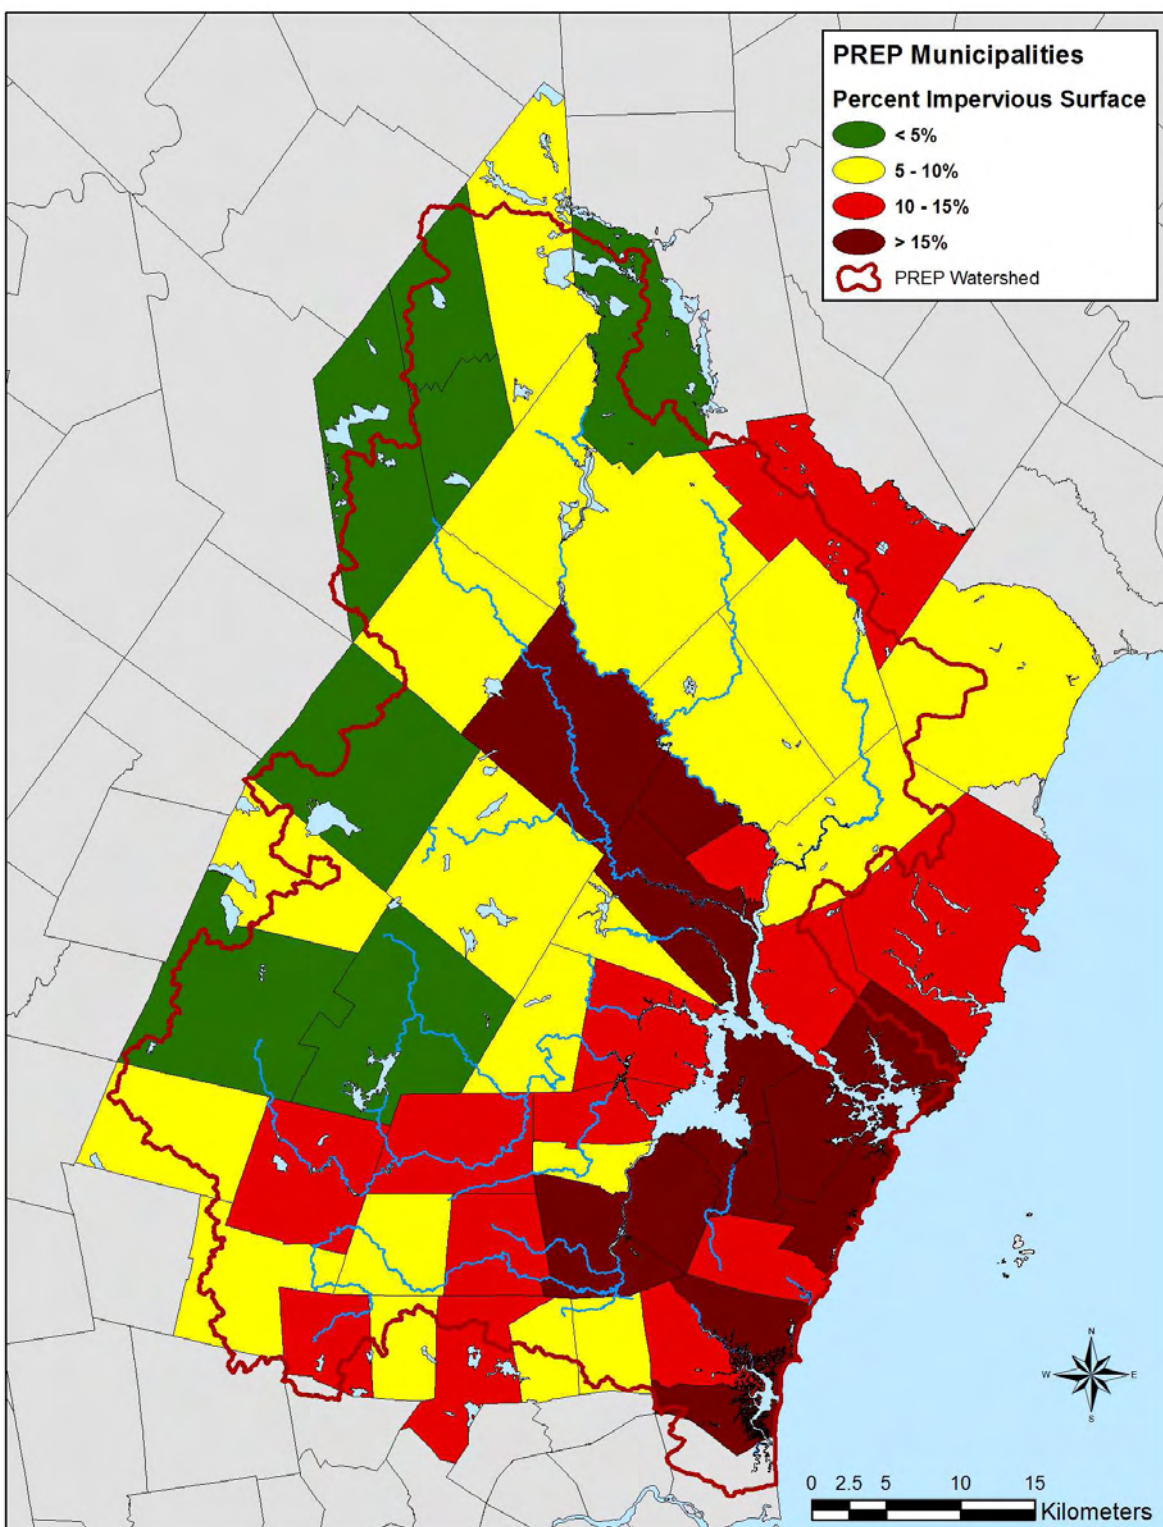 PREP Municipalities
Percent Impervious Surface
< 5%
5 - 10%
10 - 15%
> 15%
PREP Watershed
N
W E
S
0 2.5 5 10 15
Kilometers